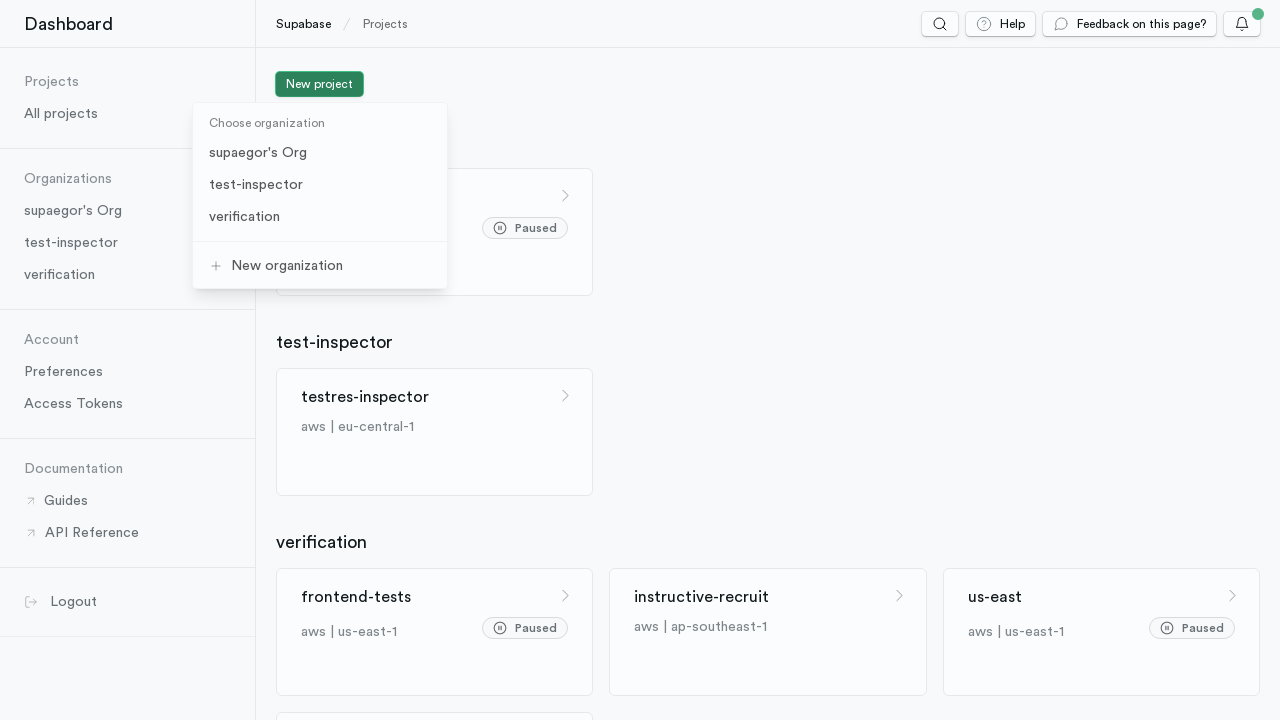 Dashboard
Supabase
Projects
Help
Feedback on this page?
Projects
All projects
Organizations
supaegor's Org
test-inspector
verification
Account
Preferences
Access Tokens
Documentation
Guides
API Reference
Logout
New project
Choose organization
supaegor's Org
test-inspector
verification
New organization
Paused
test-inspector
testres-inspector
aws | eu-central-1
verification
frontend-tests
aws | us-east-1
Paused
instructive-recruit
aws | ap-southeast-1
us-east
aws | us-east-1
Paused